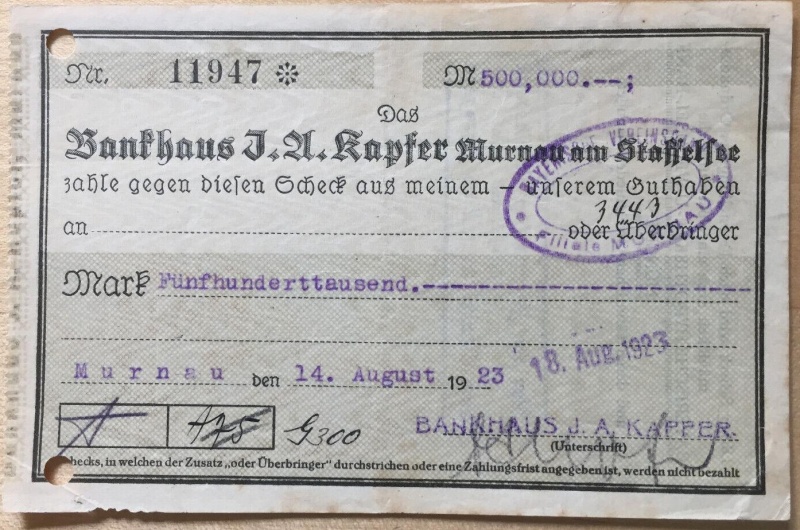 Nr. 11947 * M 500,000.--;
Das
Bankhaus J. A. Kapfer Murnau am Staffelsee
zahle gegen diesen Scheck aus meinem – unserem Guthaben
an oder Überbringer
3443
Filiale MURNAU
Mark Fünfhunderttausend.-
Murnau den 14. August 1923
18. Aug. 1923
G300
BANKHAUS J. A. KAPFER.
(Unterschrift)
Schecks, in welchen der Zusatz „oder Überbringer" durchstrichen oder eine Zahlungsfrist angegeben ist, werden nicht bezahlt